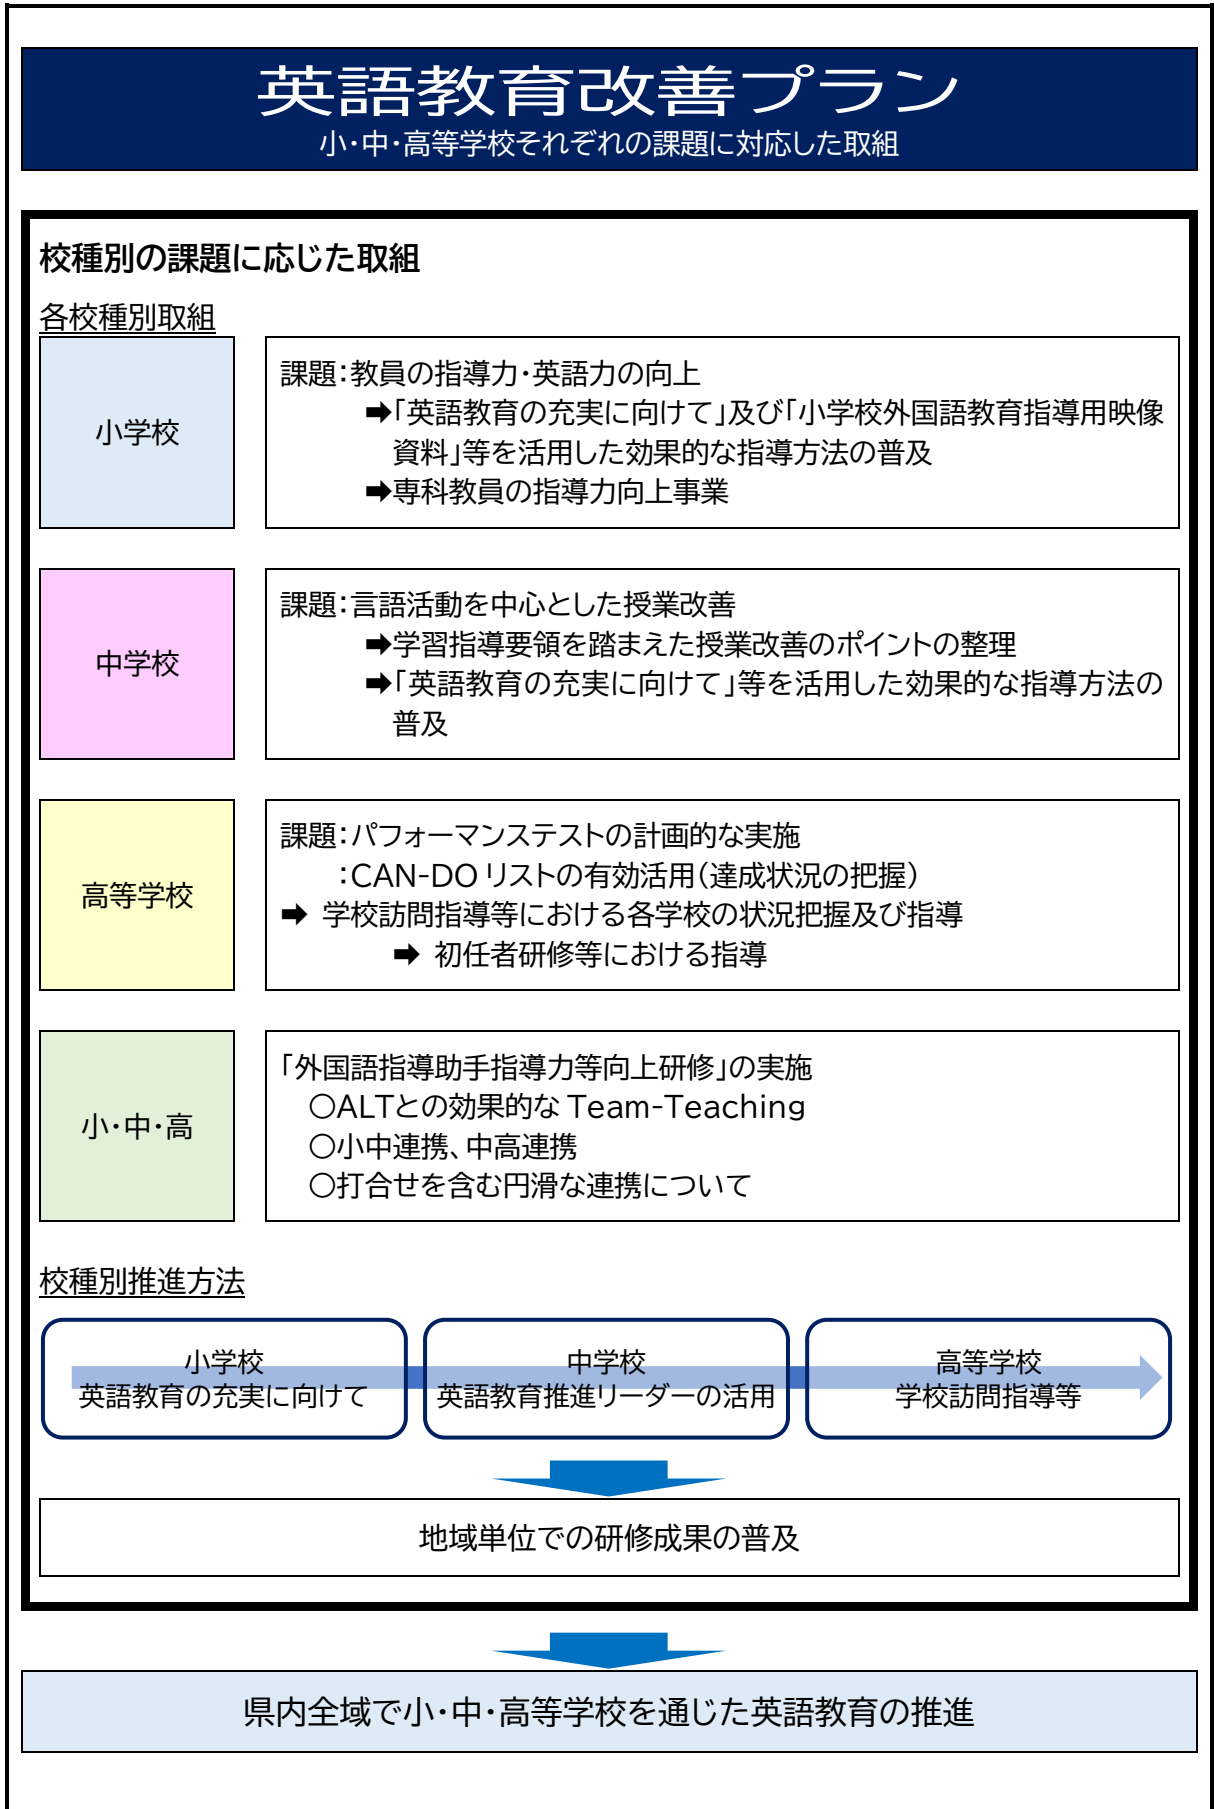 英語教育改善プラン
小・中・高等学校それぞれの課題に対応した取組
校種別の課題に応じた取組
各校種別取組
小学校
課題：教員の指導力・英語力の向上
➡「英語教育の充実に向けて」及び「小学校外国語教育指導用映像
資料」等を活用した効果的な指導方法の普及
➡専科教員の指導力向上事業
中学校
課題：言語活動を中心とした授業改善
➡学習指導要領を踏まえた授業改善のポイントの整理
➡「英語教育の充実に向けて」等を活用した効果的な指導方法の
普及
高等学校
課題：パフォーマンステストの計画的な実施
：CAN-DO リストの有効活用（達成状況の把握）
➡ 学校訪問指導等における各学校の状況把握及び指導
➡ 初任者研修等における指導
小・中・高
「外国語指導助手指導力等向上研修」の実施
○ALTとの効果的な Team-Teaching
○小中連携、中高連携
○打合せを含む円滑な連携について
校種別推進方法
小学校
英語教育の充実に向けて
中学校
英語教育推進リーダーの活用
高等学校
学校訪問指導等
地域単位での研修成果の普及
県内全域で小・中・高等学校を通じた英語教育の推進